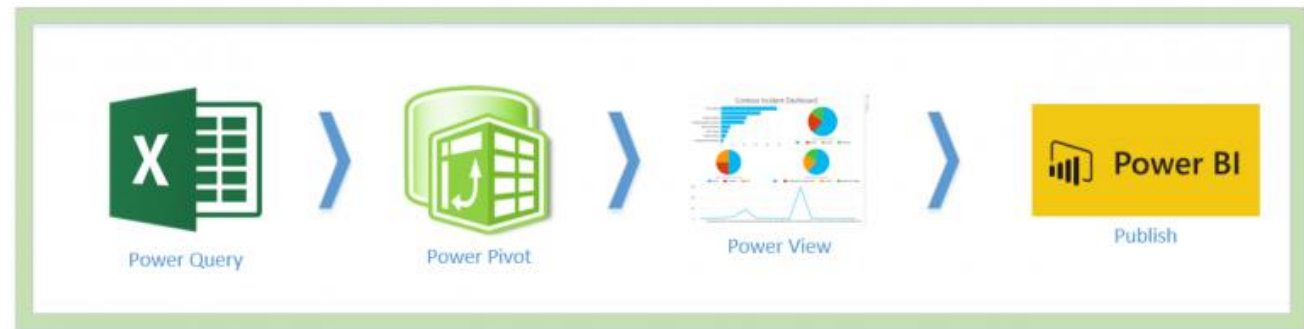 X
Power Query
Power Pivot
Contoso Incident Dashboard
Power View
Power BI
Publish